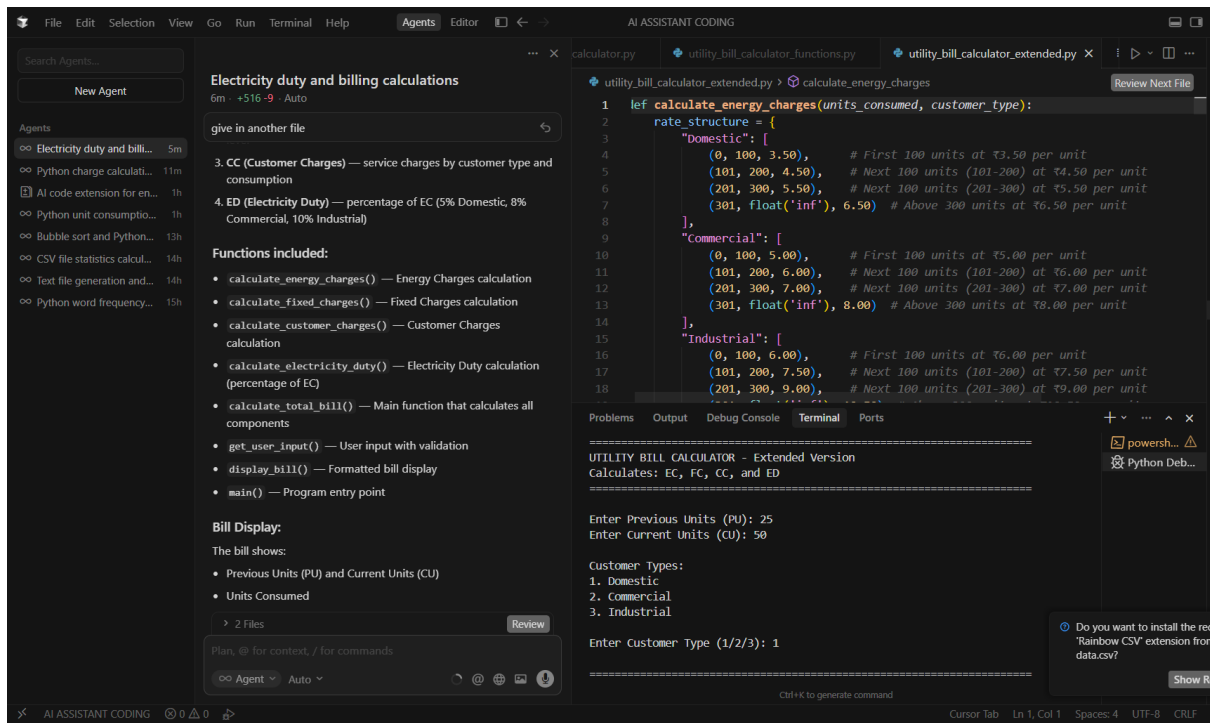 File Edit Selection View Go Run Terminal Help Agents Editor AI ASSISTANT CODING
Search Agents...
New Agent
Agents
Electricity duty and billi... 5m
Python charge calculati... 11m
AI code extension for en... 1h
Python unit consumptio... 1h
Bubble sort and Python... 13h
CSV file statistics calcul... 14h
Text file generation and... 14h
Python word frequency... 15h
Electricity duty and billing calculations
6m · +516 -9 · Auto
give in another file
3. CC (Customer Charges) — service charges by customer type and
consumption
4. ED (Electricity Duty) — percentage of EC (5% Domestic, 8%
Commercial, 10% Industrial)
Functions included:
• calculate_energy_charges() — Energy Charges calculation
• calculate_fixed_charges() — Fixed Charges calculation
• calculate_customer_charges() — Customer Charges
calculation
• calculate_electricity_duty() — Electricity Duty calculation
(percentage of EC)
• calculate_total_bill() — Main function that calculates all
components
• get_user_input() — User input with validation
• display_bill() — Formatted bill display
• main() — Program entry point
Bill Display:
The bill shows:
• Previous Units (PU) and Current Units (CU)
• Units Consumed
> 2 Files Review
Plan, @ for context, / for commands
Agent Auto
calculator.py utility_bill_calculator_functions.py utility_bill_calculator_extended.py
utility_bill_calculator_extended.py > calculate_energy_charges Review Next File
1 def calculate_energy_charges(units_consumed, customer_type):
2 rate_structure = {
3 "Domestic": [
4 (0, 100, 3.50), # First 100 units at ₹3.50 per unit
5 (101, 200, 4.50), # Next 100 units (101-200) at ₹4.50 per unit
6 (201, 300, 5.50), # Next 100 units (201-300) at ₹5.50 per unit
7 (301, float('inf'), 6.50) # Above 300 units at ₹6.50 per unit
8 ],
9 "Commercial": [
10 (0, 100, 5.00), # First 100 units at ₹5.00 per unit
11 (101, 200, 6.00), # Next 100 units (101-200) at ₹6.00 per unit
12 (201, 300, 7.00), # Next 100 units (201-300) at ₹7.00 per unit
13 (301, float('inf'), 8.00) # Above 300 units at ₹8.00 per unit
14 ],
15 "Industrial": [
16 (0, 100, 6.00), # First 100 units at ₹6.00 per unit
17 (101, 200, 7.50), # Next 100 units (101-200) at ₹7.50 per unit
18 (201, 300, 9.00), # Next 100 units (201-300) at ₹9.00 per unit
Problems Output Debug Console Terminal Ports
powersh...
Python Deb...
======================================================================
UTILITY BILL CALCULATOR - Extended Version
Calculates: EC, FC, CC, and ED
======================================================================
Enter Previous Units (PU): 25
Enter Current Units (CU): 50
Customer Types:
1. Domestic
2. Commercial
3. Industrial
Enter Customer Type (1/2/3): 1
======================================================================
Ctrl+K to generate command
Do you want to install the rec
'Rainbow CSV' extension fro
data.csv?
Show R
AI ASSISTANT CODING 0 0 Cursor Tab Ln 1, Col 1 Spaces: 4 UTF-8 CRLF